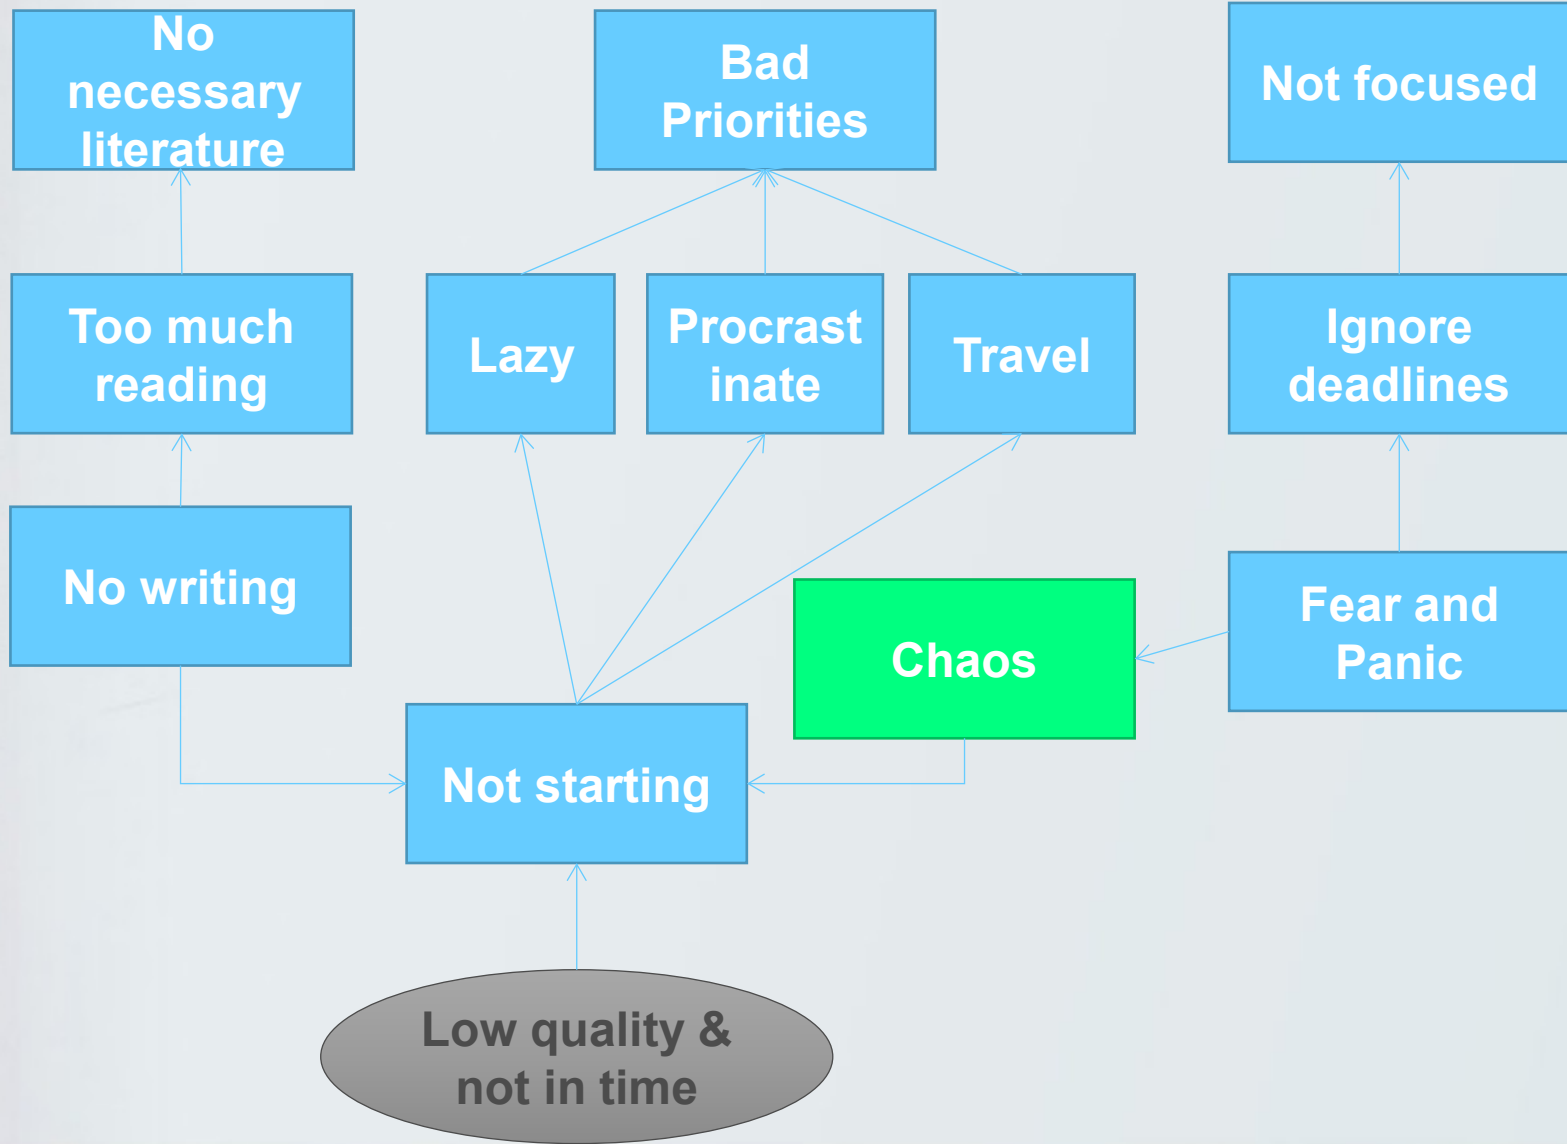 No
necessary
literature
Bad
Priorities
Not focused
Too much
reading
Lazy
Procrast
inate
Travel
Ignore
deadlines
No writing
Chaos
Fear and
Panic
Not starting
Low quality &
not in time